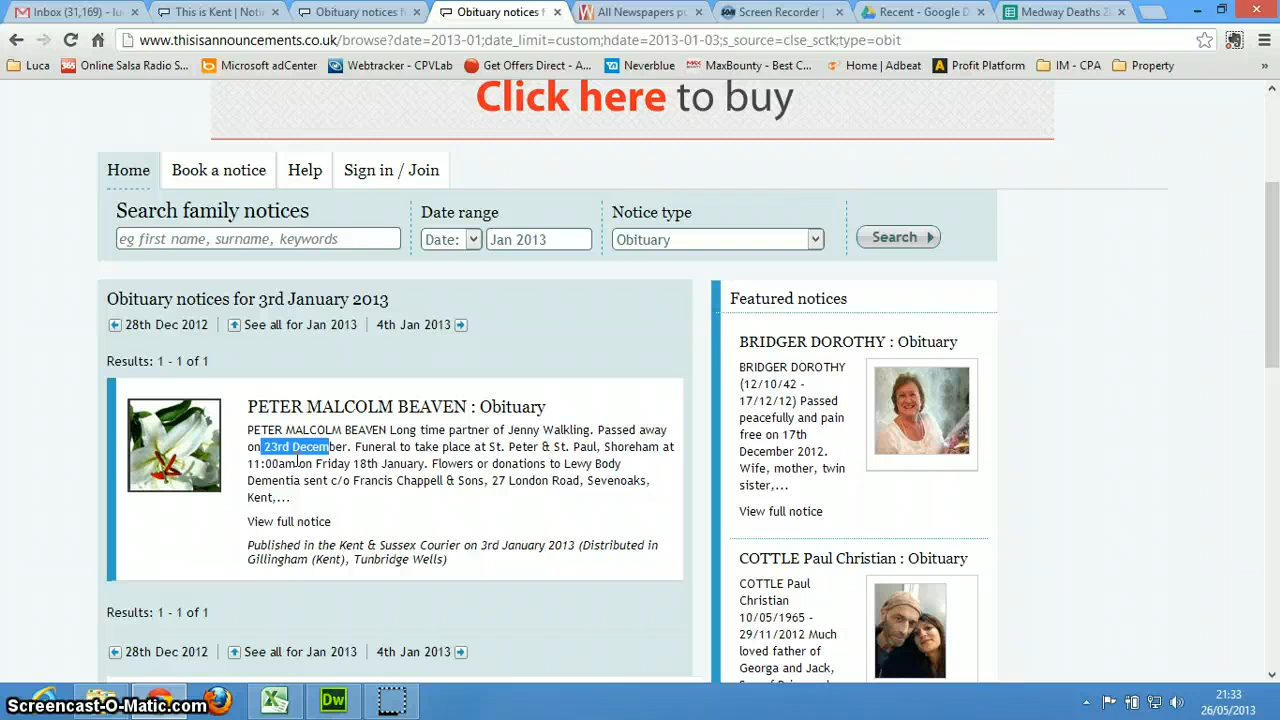 Inbox (31,169) - luc
This is Kent | Notices
Obituary notices f
Obituary notices f
All Newspapers pu
Screen Recorder |
Recent - Google D
Medway Deaths 2
www.thisisannouncements.co.uk/browse?date=2013-01;date_limit=custom;hdate=2013-01-03;s_source=clse_sctk;type=obit
Luca
Online Salsa Radio S...
Microsoft adCenter
Webtracker - CPVLab
Get Offers Direct - A...
Neverblue
MaxBounty - Best C...
Home | Adbeat
Profit Platform
IM - CPA
Property
»
Click here to buy
Home
Book a notice
Help
Sign in / Join
Search family notices
Date range
Notice type
eg first name, surname, keywords
Date:
Jan 2013
Obituary
Search
Obituary notices for 3rd January 2013
28th Dec 2012 | See all for Jan 2013 | 4th Jan 2013
Results: 1 - 1 of 1
PETER MALCOLM BEAVEN : Obituary
PETER MALCOLM BEAVEN Long time partner of Jenny Walkling. Passed away
on 23rd December. Funeral to take place at St. Peter & St. Paul, Shoreham at
11:00am on Friday 18th January. Flowers or donations to Lewy Body
Dementia sent c/o Francis Chappell & Sons, 27 London Road, Sevenoaks,
Kent,...
View full notice
Published in the Kent & Sussex Courier on 3rd January 2013 (Distributed in
Gillingham (Kent), Tunbridge Wells)
Results: 1 - 1 of 1
28th Dec 2012 | See all for Jan 2013 | 4th Jan 2013
Featured notices
BRIDGER DOROTHY : Obituary
BRIDGER DOROTHY
(12/10/42 -
17/12/12) Passed
peacefully and pain
free on 17th
December 2012.
Wife, mother, twin
sister,...
View full notice
COTTLE Paul Christian : Obituary
COTTLE Paul
Christian
10/05/1965 -
29/11/2012 Much
loved father of
Georga and Jack,
Dw
21:33
26/05/2013
Screencast-O-Matic.com